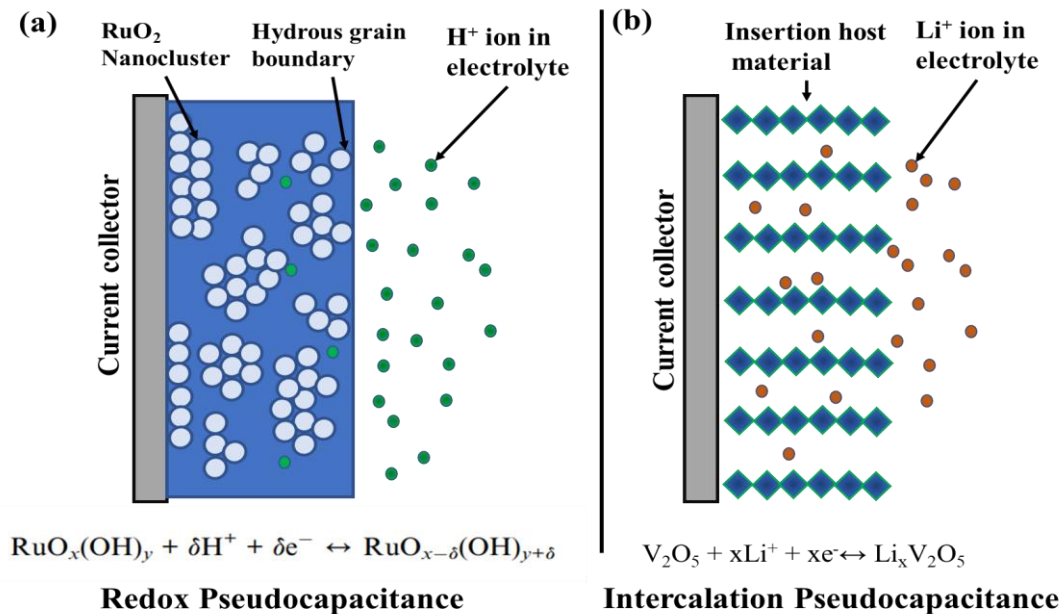 (a)
RuO₂
Nanocluster
Hydrous grain
boundary
H⁺ ion in
electrolyte
Current collector
RuOₓ(OH)ᵧ + δH⁺ + δe⁻ ↔ RuOₓ₋δ(OH)ᵧ₊δ
Redox Pseudocapacitance
(b)
Insertion host
material
Li⁺ ion in
electrolyte
Current collector
V₂O₅ + xLi⁺ + xe⁻↔ LiₓV₂O₅
Intercalation Pseudocapacitance